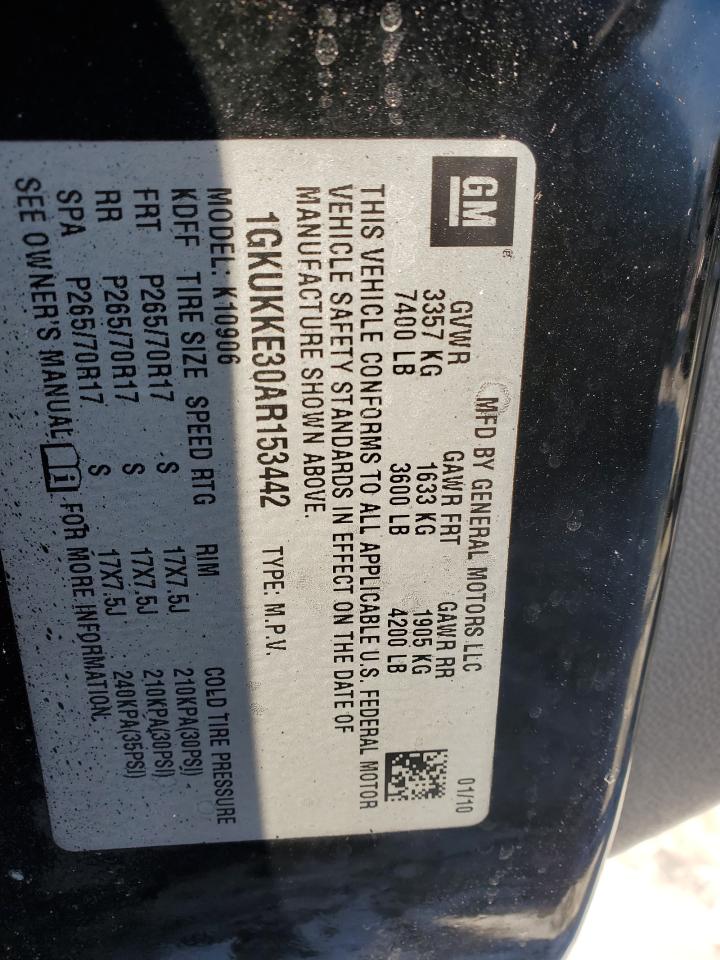 GM
MFD BY GENERAL MOTORS LLC 01/10
GVWR GAWR FRT GAWR RR
3357 KG 1633 KG 1905 KG
7400 LB 3600 LB 4200 LB
THIS VEHICLE CONFORMS TO ALL APPLICABLE U.S. FEDERAL MOTOR
VEHICLE SAFETY STANDARDS IN EFFECT ON THE DATE OF
MANUFACTURE SHOWN ABOVE.
1GKUKKE30AR153442 TYPE: M.P.V.
MODEL: K10906
KDFF TIRE SIZE SPEED RTG RIM COLD TIRE PRESSURE
FRT P265/70R17 S 17X7.5J 210KPA(30PSI)
RR P265/70R17 S 17X7.5J 210KPA(30PSI)
SPA P265/70R17 S 17X7.5J 240KPA(35PSI)
SEE OWNER'S MANUAL i FOR MORE INFORMATION.